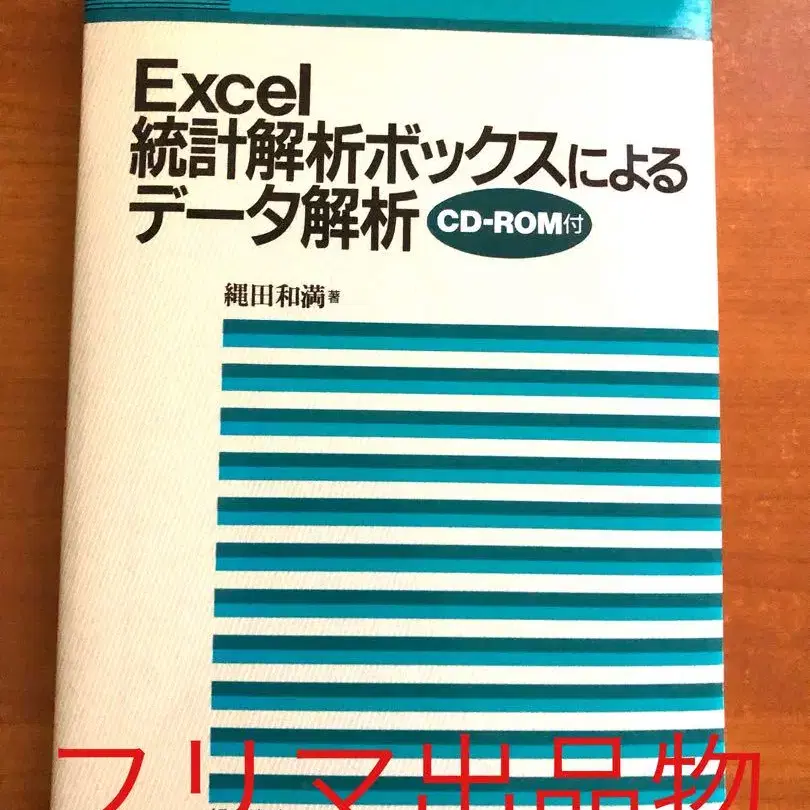 Excel
統計解析ボックスによる
データ解析 CD-ROM付
縄田和満 著
フリマ出品物